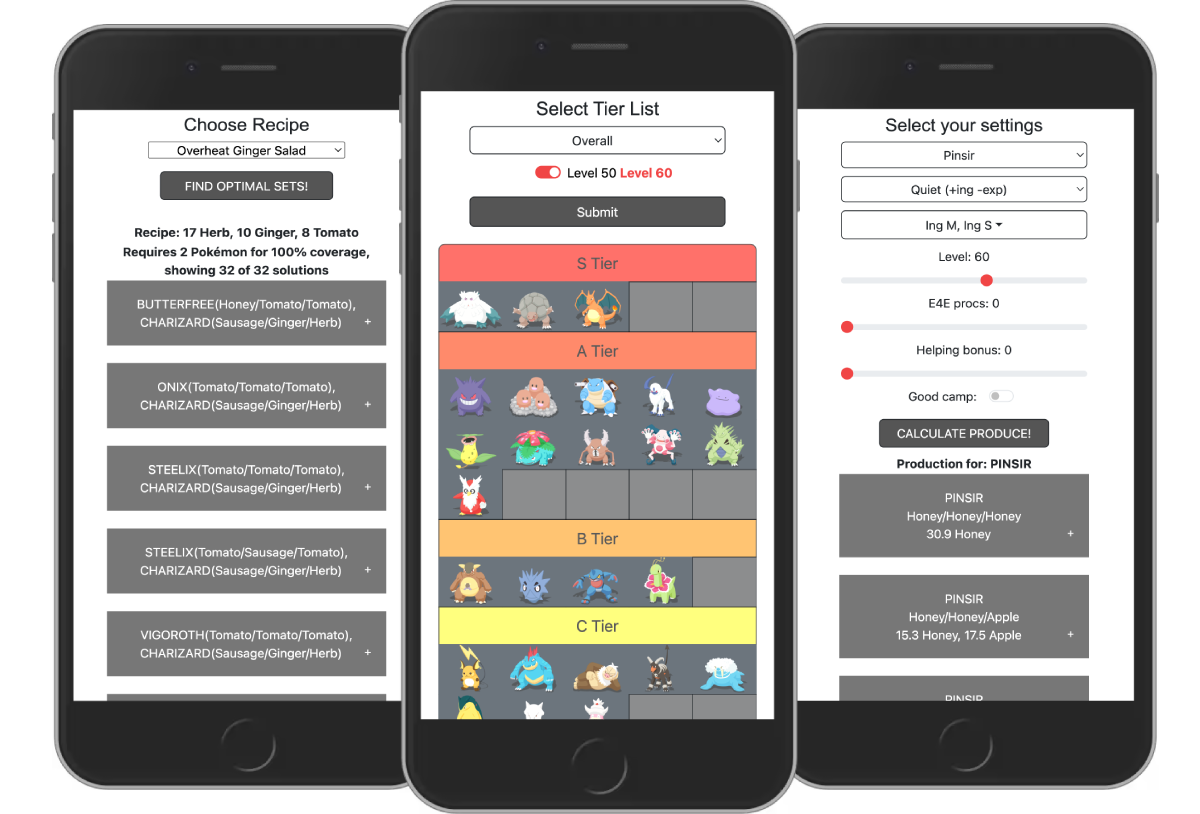 Choose Recipe
Overheat Ginger Salad
FIND OPTIMAL SETS!
Recipe: 17 Herb, 10 Ginger, 8 Tomato
Requires 2 Pokémon for 100% coverage,
showing 32 of 32 solutions
BUTTERFREE(Honey/Tomato/Tomato),
CHARIZARD(Sausage/Ginger/Herb) +
ONIX(Tomato/Tomato/Tomato),
CHARIZARD(Sausage/Ginger/Herb) +
STEELIX(Tomato/Tomato/Tomato),
CHARIZARD(Sausage/Ginger/Herb) +
STEELIX(Tomato/Sausage/Tomato),
CHARIZARD(Sausage/Ginger/Herb) +
VIGOROTH(Tomato/Tomato/Tomato),
CHARIZARD(Sausage/Ginger/Herb) +
Select Tier List
Overall
Level 50 Level 60
Submit
S Tier
A Tier
B Tier
C Tier
Select your settings
Pinsir
Quiet (+ing -exp)
Ing M, Ing S
Level: 60
E4E procs: 0
Helping bonus: 0
Good camp:
CALCULATE PRODUCE!
Production for: PINSIR
PINSIR
Honey/Honey/Honey
30.9 Honey +
PINSIR
Honey/Honey/Apple
15.3 Honey, 17.5 Apple +
PINSIR